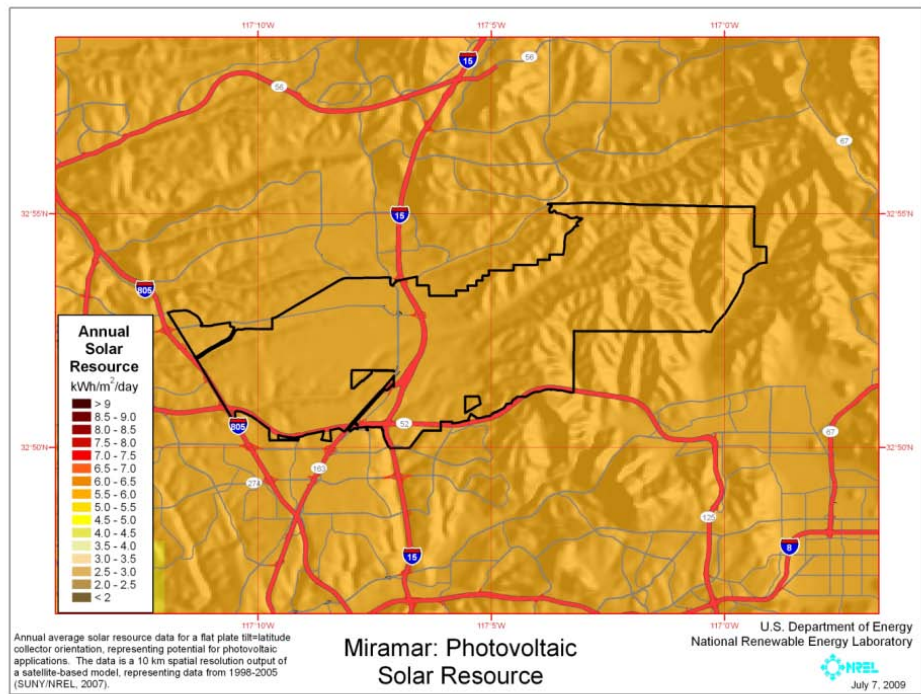 117°10'W
117°5'W
117°0'W
56
15
56
67
32°55'N
32°55'N
15
805
Annual
Solar
Resource
kWh/m²/day
> 9
8.5 - 9.0
8.0 - 8.5
7.5 - 8.0
7.0 - 7.5
6.5 - 7.0
6.0 - 6.5
5.5 - 6.0
5.0 - 5.5
4.5 - 5.0
4.0 - 4.5
3.5 - 4.0
3.0 - 3.5
2.5 - 3.0
2.0 - 2.5
< 2
805
52
67
32°50'N
32°50'N
163
274
125
15
8
117°10'W
117°5'W
117°0'W
Annual average solar resource data for a flat plate tilt=latitude
collector orientation, representing potential for photovoltaic
applications. The data is a 10 km spatial resolution output of
a satellite-based model, representing data from 1998-2005
(SUNY/NREL, 2007).
Miramar: Photovoltaic
Solar Resource
U.S. Department of Energy
National Renewable Energy Laboratory
NREL
July 7, 2009